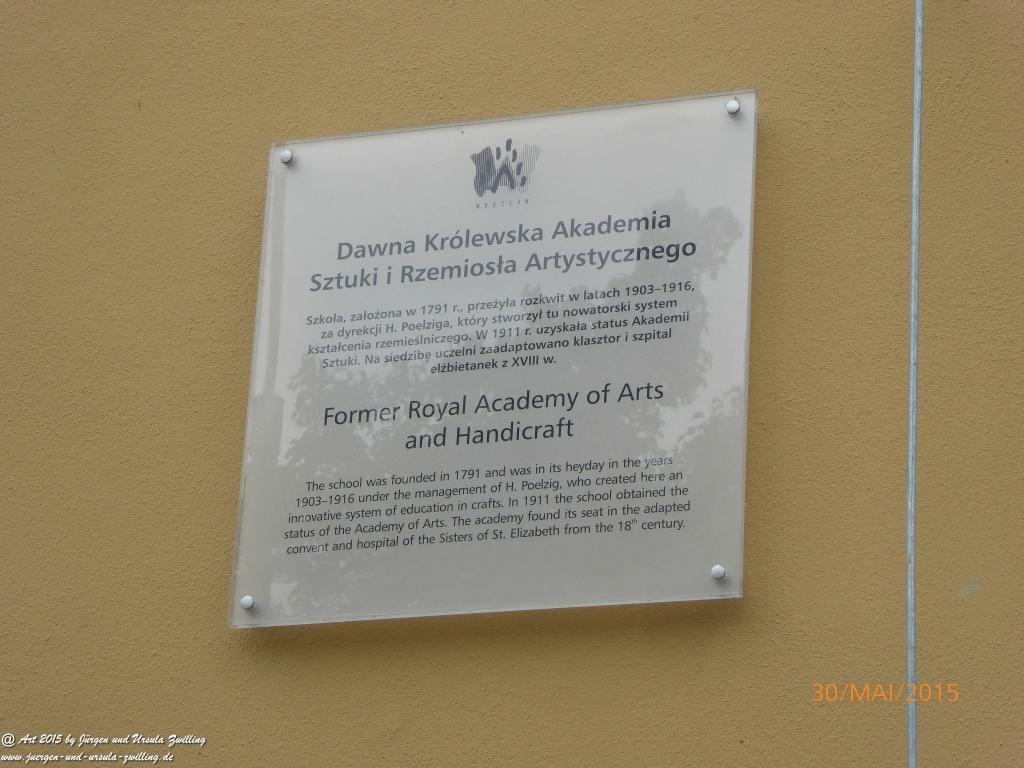 WROCŁAW
Dawna Królewska Akademia
Sztuki i Rzemiosła Artystycznego
Szkoła, założona w 1791 r., przeżyła rozkwit w latach 1903–1916,
za dyrekcji H. Poelziga, który stworzył tu nowatorski system
kształcenia rzemieślniczego. W 1911 r. uzyskała status Akademii
Sztuki. Na siedzibę uczelni zaadaptowano klasztor i szpital
elżbietanek z XVIII w.
Former Royal Academy of Arts
and Handicraft
The school was founded in 1791 and was in its heyday in the years
1903–1916 under the management of H. Poelzig, who created here an
innovative system of education in crafts. In 1911 the school obtained the
status of the Academy of Arts. The academy found its seat in the adapted
convent and hospital of the Sisters of St. Elizabeth from the 18th century.
30/MAI/2015
@ Art 2015 by Jürgen und Ursula Zwilling
www.juergen-und-ursula-zwilling.de